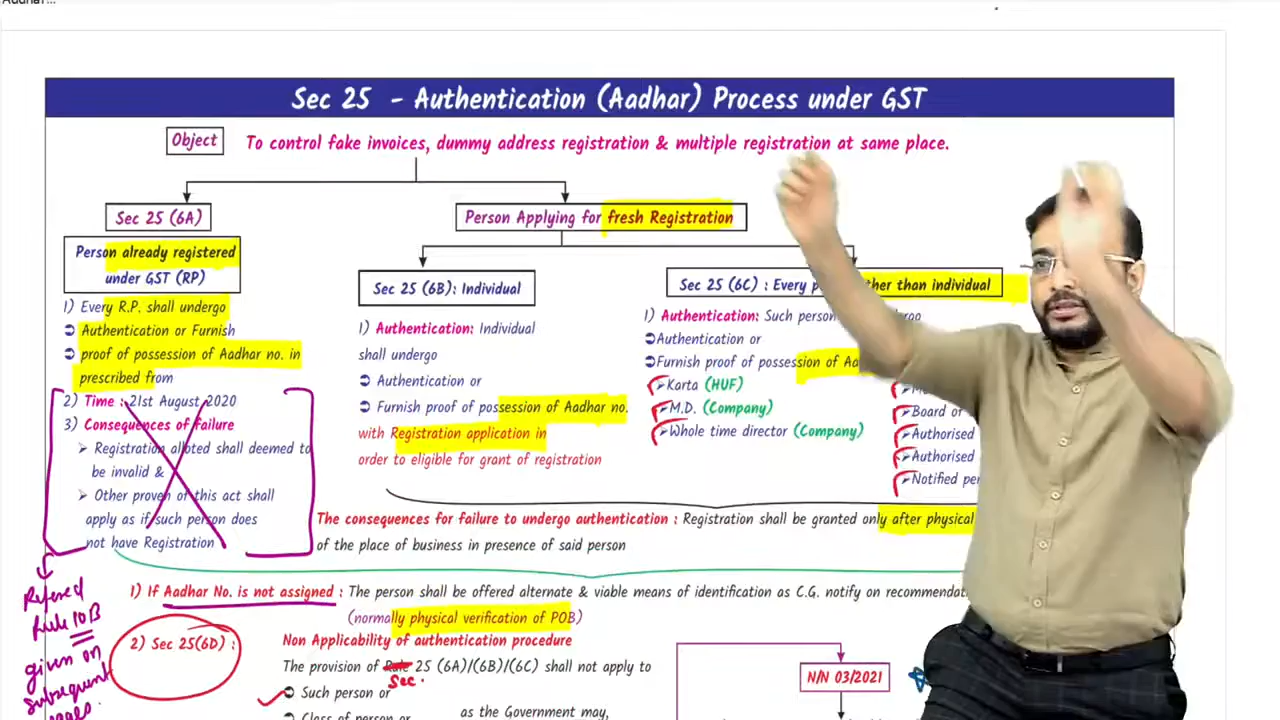 Sec 25 - Authentication (Aadhar) Process under GST
Object To control fake invoices, dummy address registration & multiple registration at same place.
Sec 25 (6A)
Person already registered
under GST (RP)
1) Every R.P. shall undergo
➲ Authentication or Furnish
➲ proof of possession of Aadhar no. in
prescribed from
2) Time : 21st August 2020
3) Consequences of failure
➢ Registration alloted shall deemed to
be invalid &
➢ Other proven of this act shall
apply as if such person does
not have Registration
Refered
Rule 10B
given on
subsequent
pages.
Person Applying for fresh Registration
Sec 25 (6B): Individual
1) Authentication: Individual
shall undergo
➲ Authentication or
➲ Furnish proof of possession of Aadhar no.
with Registration application in
order to eligible for grant of registration
Sec 25 (6C) : Every other than individual
1) Authentication: Such person
➲Authentication or
➲Furnish proof of possession of
➢Karta (HUF)
➢M.D. (Company)
➢Whole time director (Company)
➢Board of
➢Authorised
➢Authorised
➢Notified
The consequences for failure to undergo authentication : Registration shall be granted only after physical
of the place of business in presence of said person
1) If Aadhar No. is not assigned : The person shall be offered alternate & viable means of identification as C.G. notify on
(normally physical verification of POB)
2) Sec 25(6D) : Non Applicability of authentication procedure
The provision of Rule 25 (6A)/(6B)/(6C) shall not apply to
Sec.
➲ Such person or
➲ Class of person or as the Government may,
N/N 03/2021